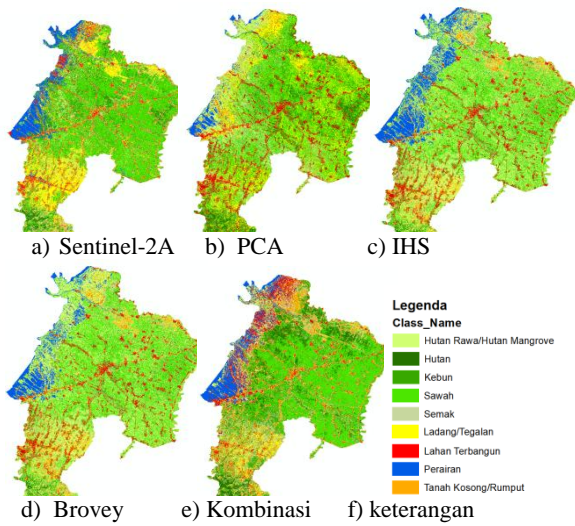 a) Sentinel-2A b) PCA c) IHS
Legenda
Class_Name
Hutan Rawa/Hutan Mangrove
Hutan
Kebun
Sawah
Semak
Ladang/Tegalan
Lahan Terbangun
Perairan
Tanah Kosong/Rumput
d) Brovey e) Kombinasi f) keterangan